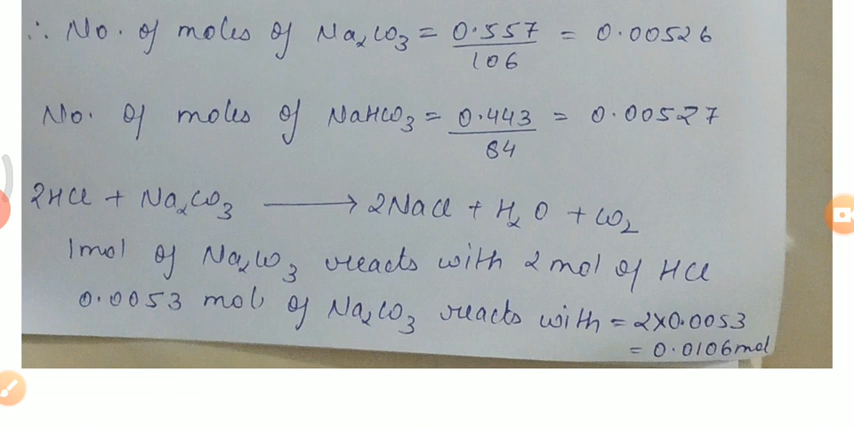 ∴ No. of moles of Na₂CO₃ = 0.557/106 = 0.00526
No. of moles of NaHCO₃ = 0.443/84 = 0.00527
2HCl + Na₂CO₃ ⟶ 2NaCl + H₂O + CO₂
1mol of Na₂CO₃ reacts with 2 mol of HCl
0.0053 mol of Na₂CO₃ reacts with = 2×0.0053
= 0.0106mol